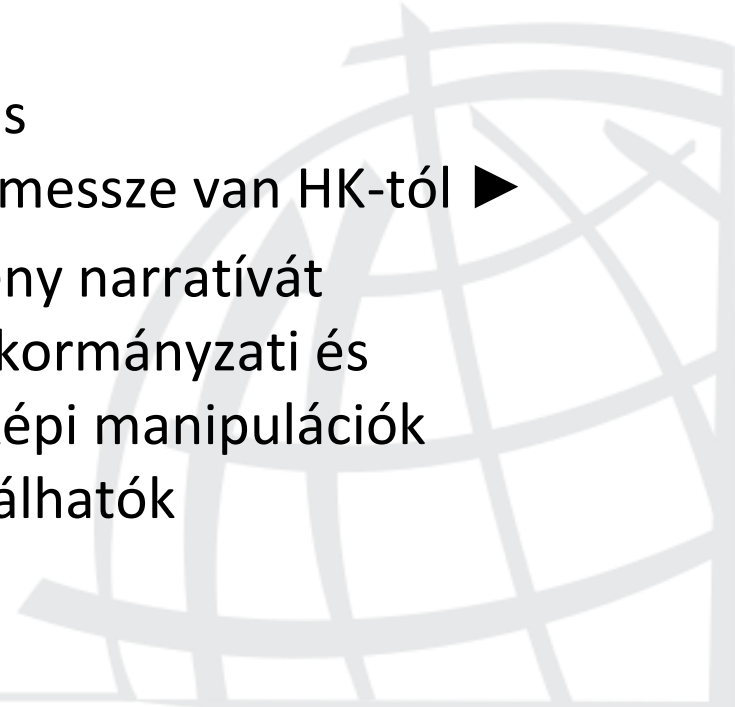 s
messze van HK-tól ►
ny narratívát
kormányzati és
épi manipulációk
álhatók